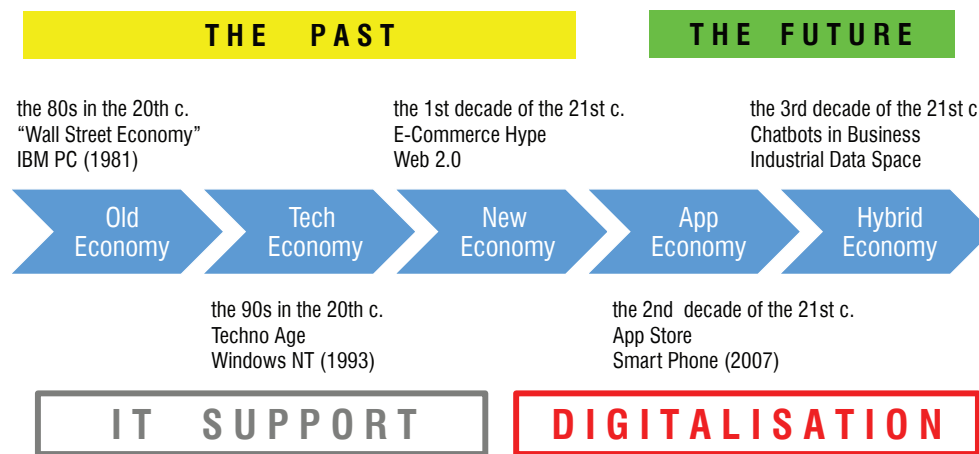 THE PAST
THE FUTURE
the 80s in the 20th c.
“Wall Street Economy”
IBM PC (1981)
the 1st decade of the 21st c.
E-Commerce Hype
Web 2.0
the 3rd decade of the 21st c
Chatbots in Business
Industrial Data Space
Old
Economy
Tech
Economy
New
Economy
App
Economy
Hybrid
Economy
the 90s in the 20th c.
Techno Age
Windows NT (1993)
the 2nd decade of the 21st c.
App Store
Smart Phone (2007)
IT SUPPORT
DIGITALISATION